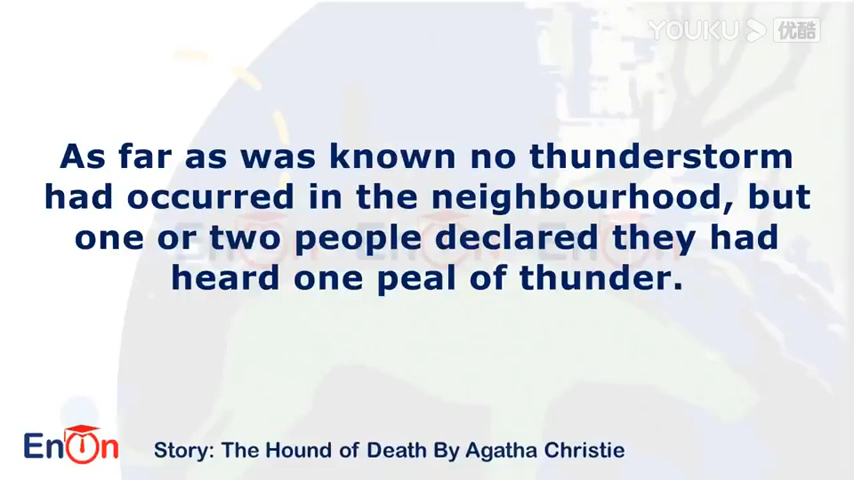 YOUKU 优酷
As far as was known no thunderstorm
had occurred in the neighbourhood, but
one or two people declared they had
heard one peal of thunder.
EnOn Story: The Hound of Death By Agatha Christie